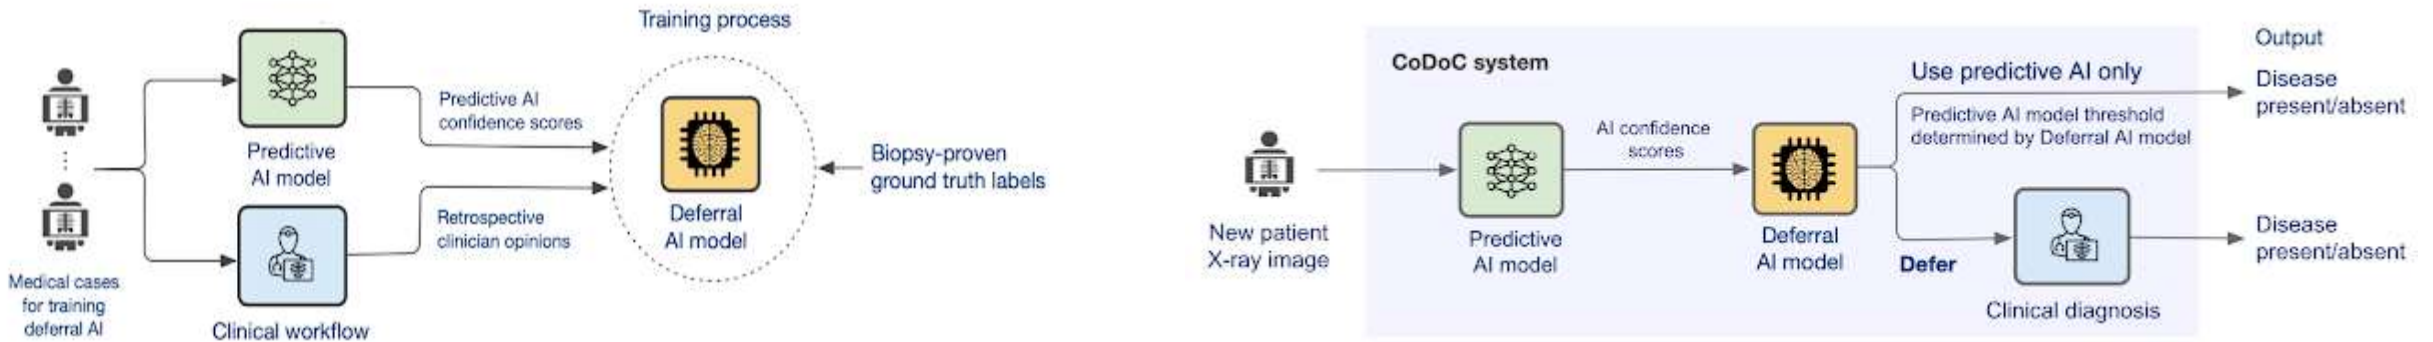 Training process
Predictive
AI model
Predictive AI
confidence scores
Medical cases
for training
deferral AI
Clinical workflow
Retrospective
clinician opinions
Deferral
AI model
Biopsy-proven
ground truth labels
CoDoC system
New patient
X-ray image
Predictive
AI model
AI confidence
scores
Deferral
AI model
Use predictive AI only
Predictive AI model threshold
determined by Deferral AI model
Defer
Clinical diagnosis
Output
Disease
present/absent
Disease
present/absent